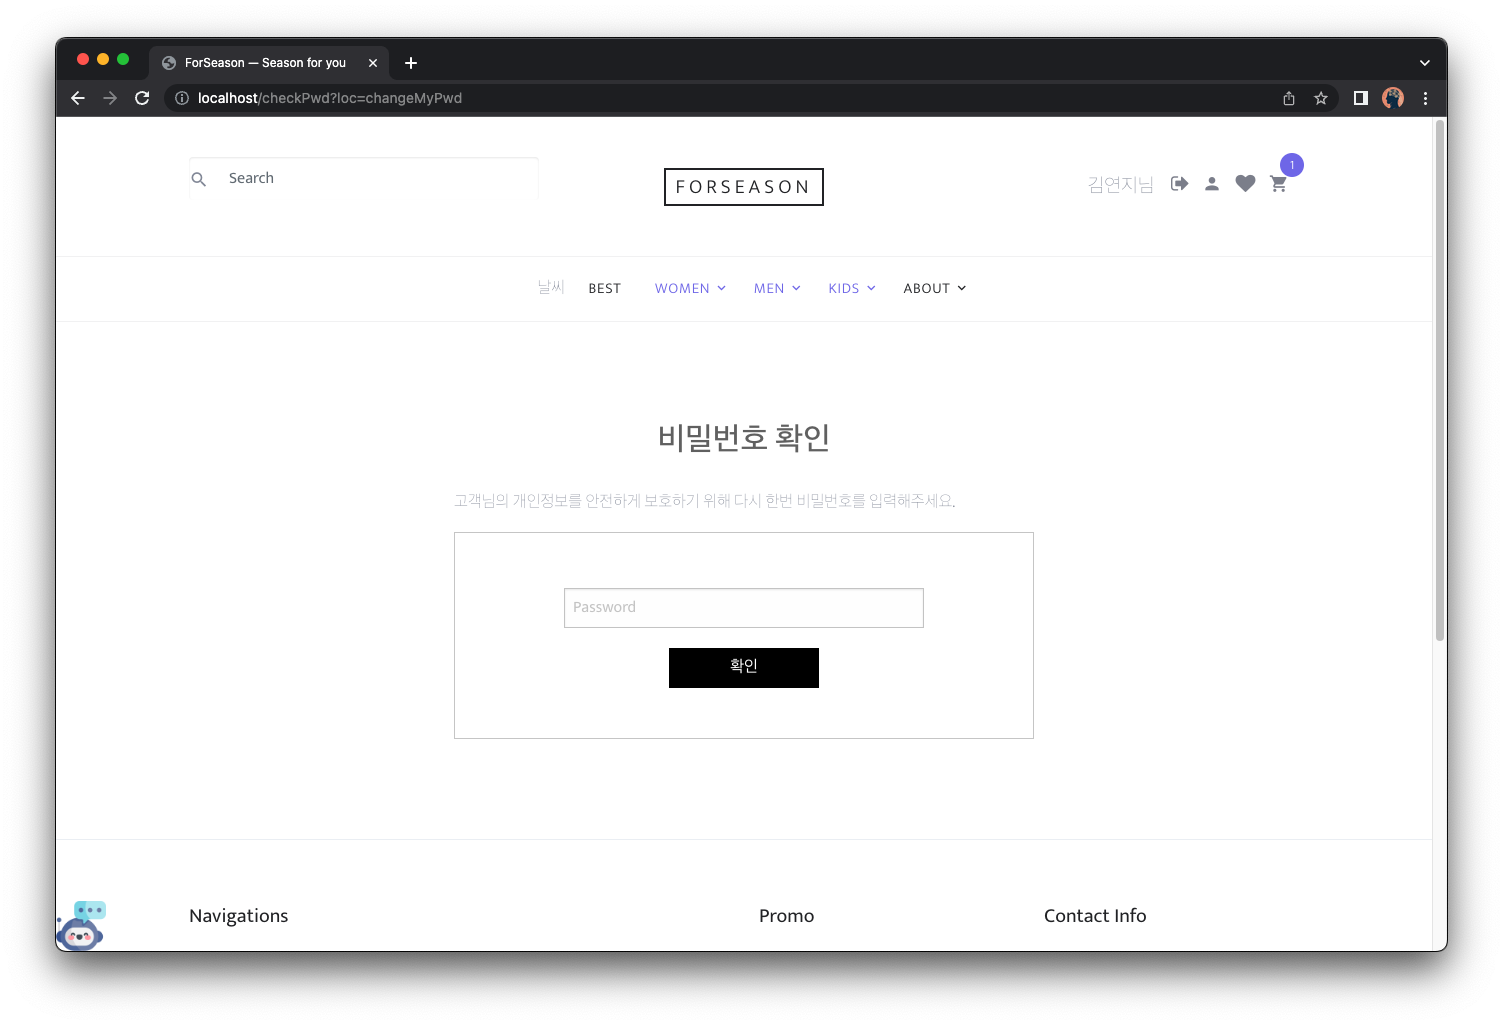 ForSeason — Season for you
localhost/checkPwd?loc=changeMyPwd
Search
FORSEASON
김연지님
1
날씨 BEST WOMEN MEN KIDS ABOUT
비밀번호 확인
고객님의 개인정보를 안전하게 보호하기 위해 다시 한번 비밀번호를 입력해주세요.
Password
확인
Navigations Promo Contact Info